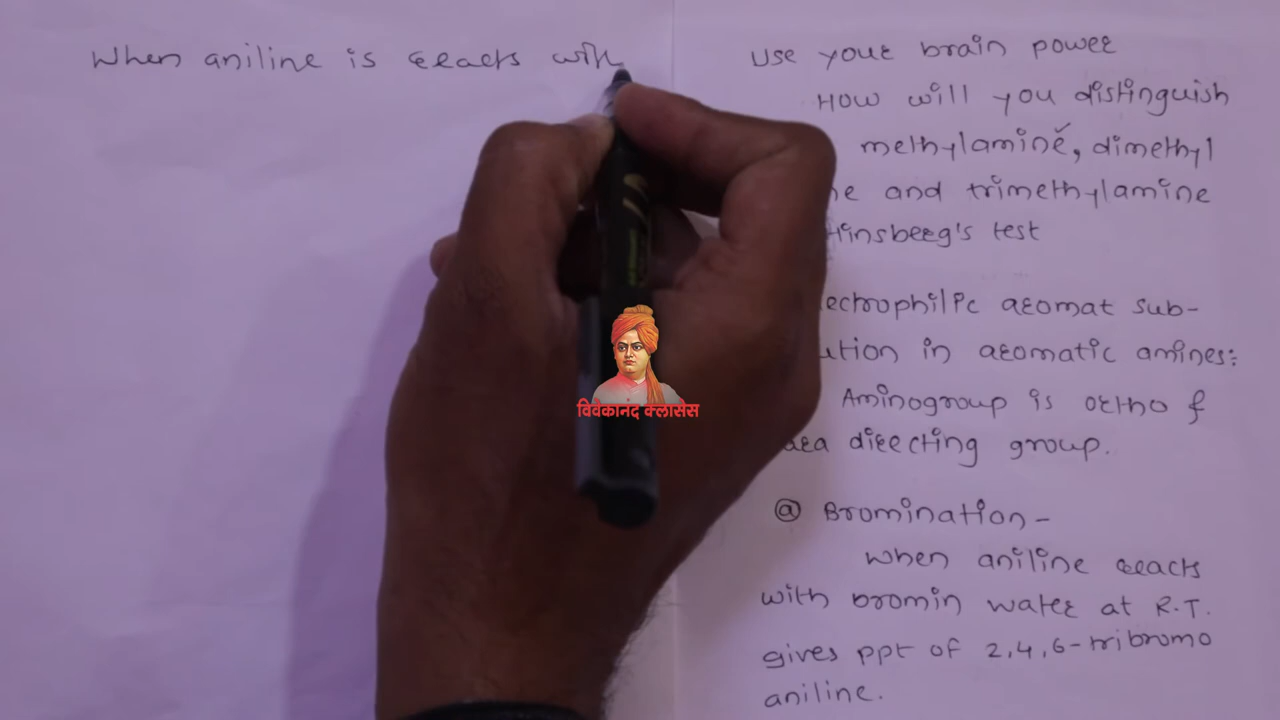 When aniline is reacts with
Use your brain power
How will you distinguish
methylamine, dimethyl
ne and trimethylamine
Hinsberg's test
ectrophilic aromat sub-
ution in aromatic amines:
Aminogroup is ortho &
ara directing group.
ⓐ Bromination-
When aniline reacts
with bromin water at R.T.
gives ppt of 2,4,6-tribromo
aniline.
विवेकानंद क्लासेस